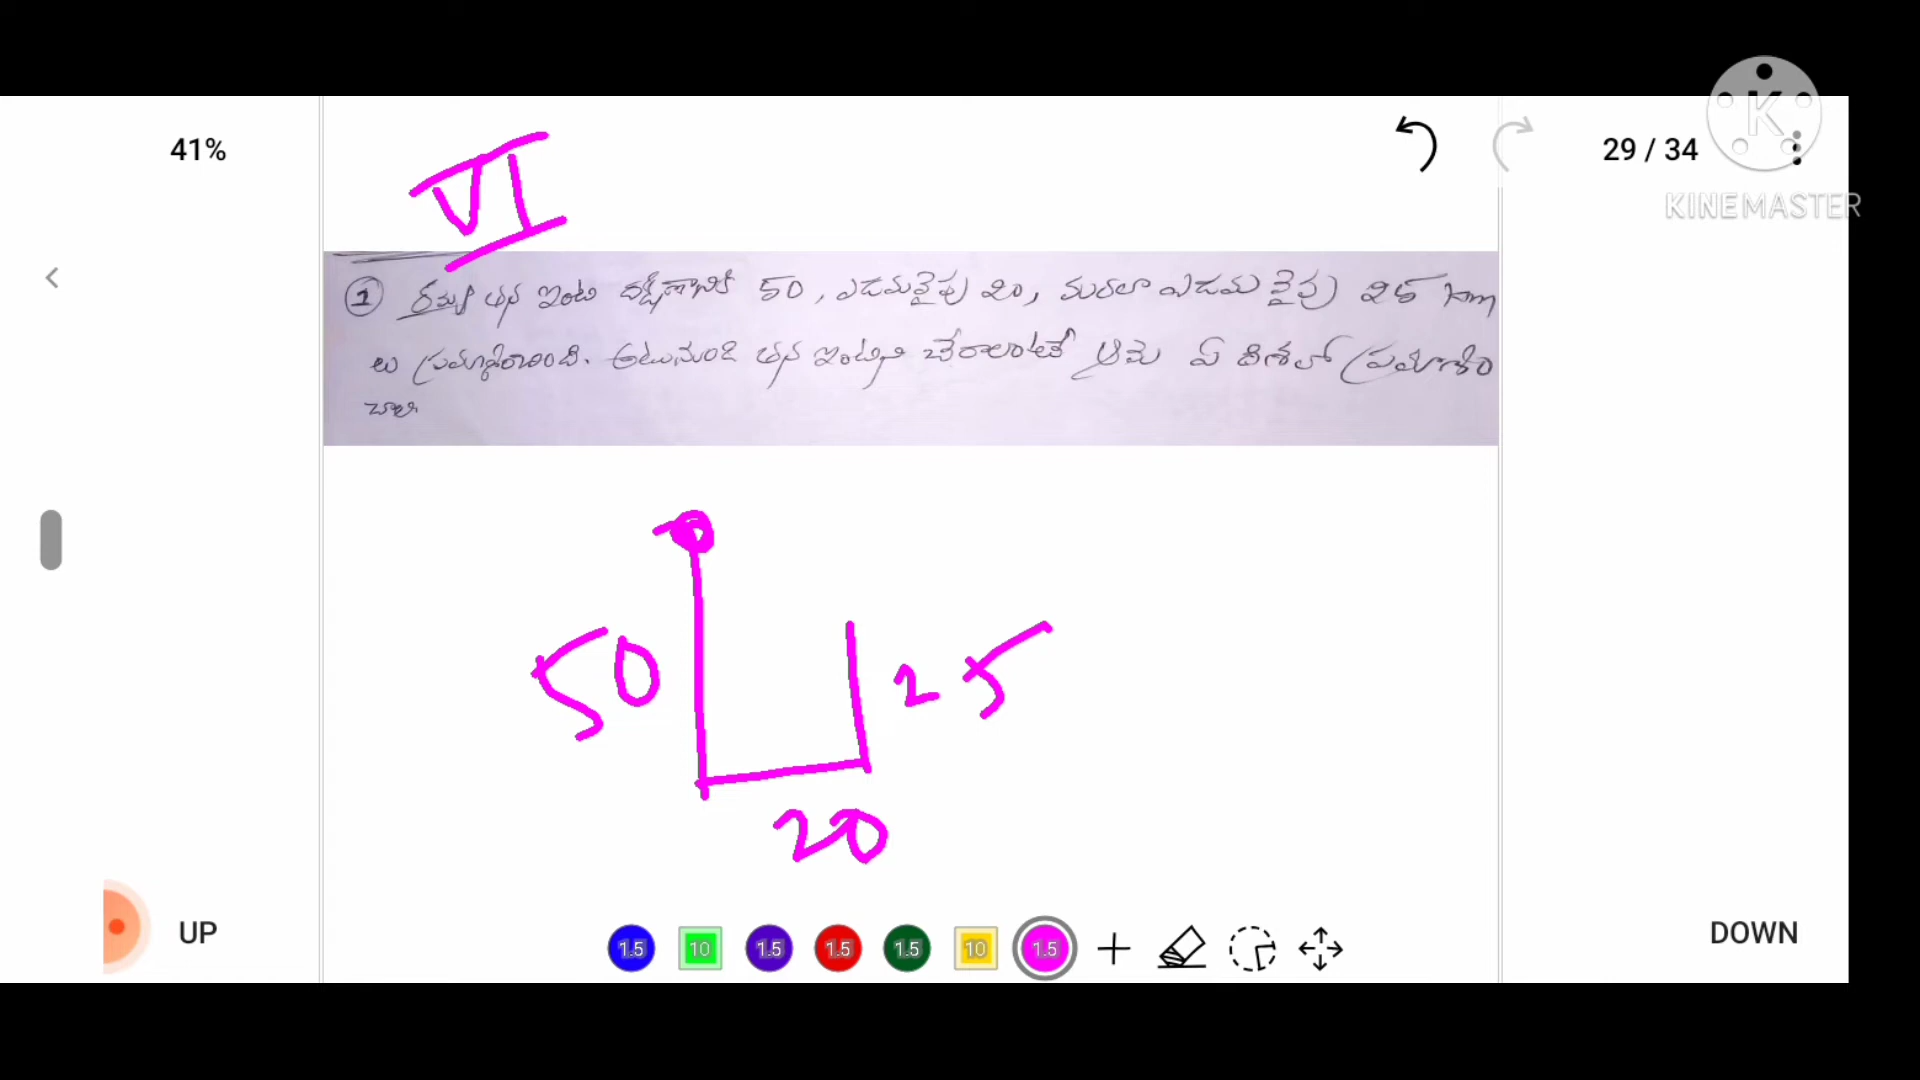 41%
VI
29 / 34
K
KINEMASTER
① రమ్య తన ఇంటి దక్షిణానికి 50, ఎడమవైపు 20, మరలా ఎడమ వైపు 25 km
లు ప్రయాణించింది. అటునుండి తన ఇంటిని చేరాలంటే ఆమె ఏ దిశలో ప్రయాణిం
చాలి
50
25
20
UP
DOWN
1.5 10 1.5 1.5 1.5 10 1.5